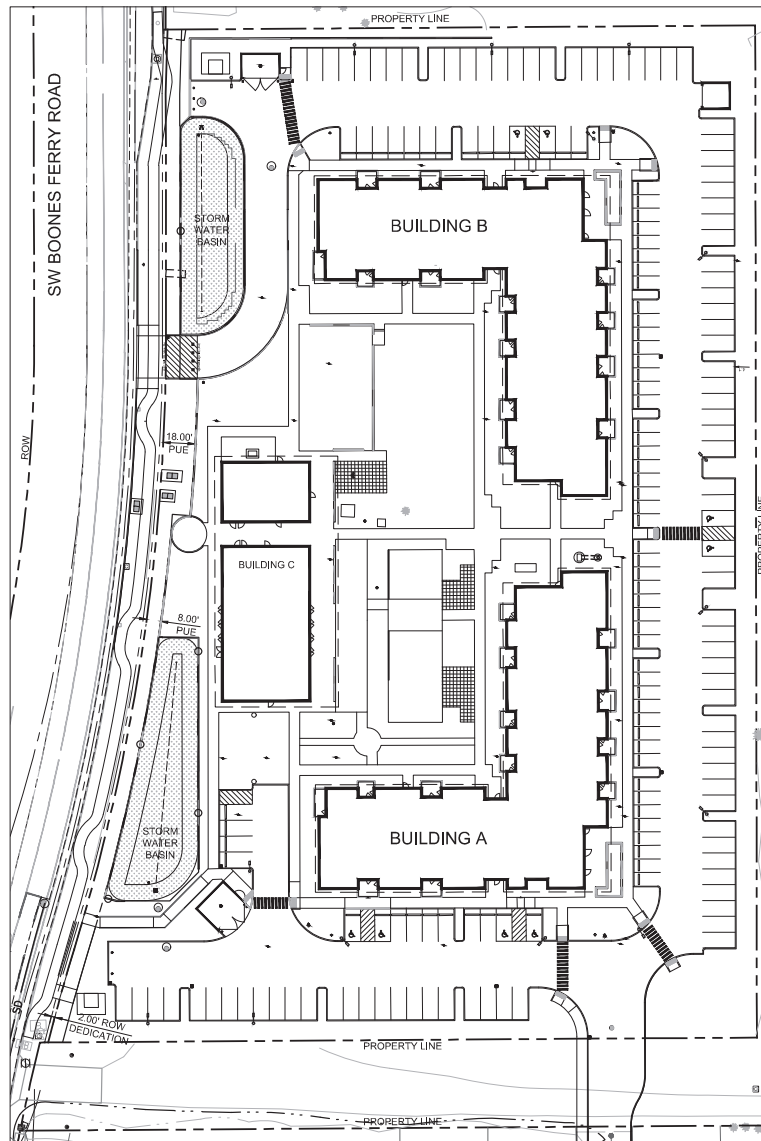 PROPERTY LINE
SW BOONES FERRY ROAD
STORM
WATER
BASIN
BUILDING B
ROW
18.00'
PUE
PROPERTY LINE
BUILDING C
8.00'
PUE
STORM
WATER
BASIN
BUILDING A
SD
2.00' ROW
DEDICATION
PROPERTY LINE
PROPERTY LINE